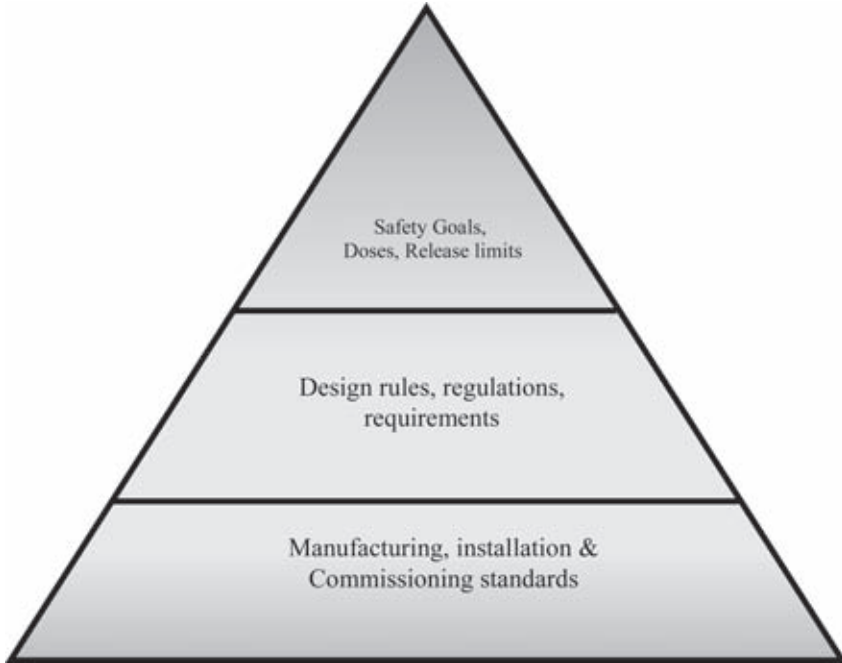 Safety Goals,
Doses, Release limits
Design rules, regulations,
requirements
Manufacturing, installation &
Commissioning standards